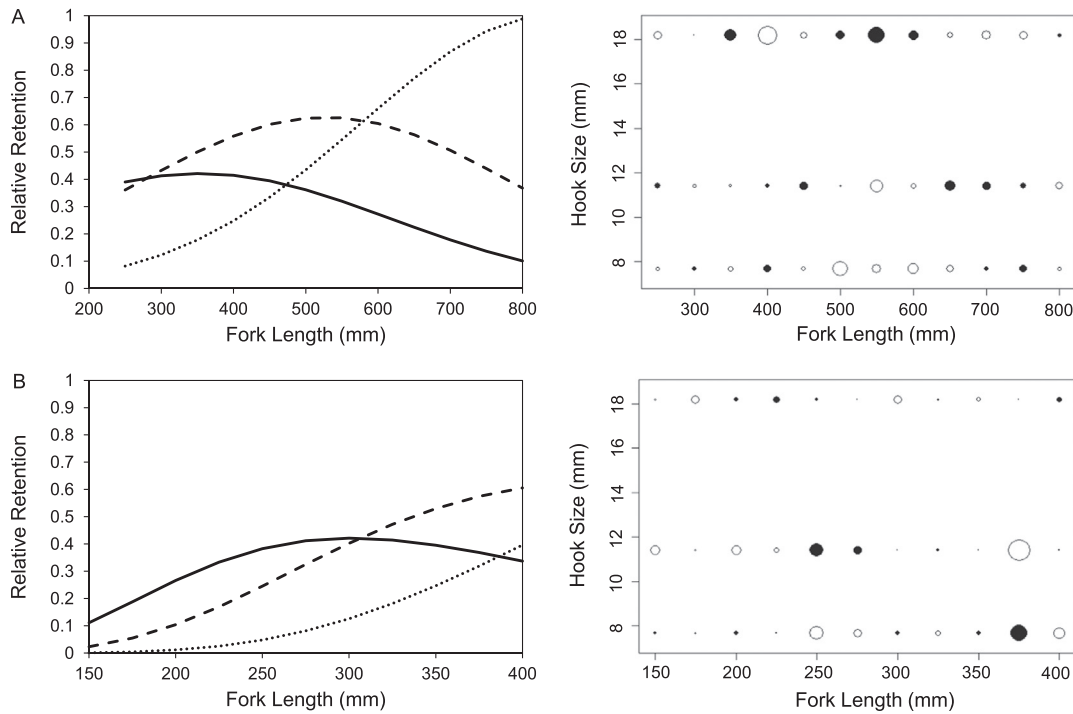 A
Relative Retention
1
0.9
0.8
0.7
0.6
0.5
0.4
0.3
0.2
0.1
0
200 300 400 500 600 700 800
Fork Length (mm)
Hook Size (mm)
18
16
14
12
10
8
300 400 500 600 700 800
Fork Length (mm)
B
Relative Retention
1
0.9
0.8
0.7
0.6
0.5
0.4
0.3
0.2
0.1
0
150 200 250 300 350 400
Fork Length (mm)
Hook Size (mm)
18
16
14
12
10
8
150 200 250 300 350 400
Fork Length (mm)